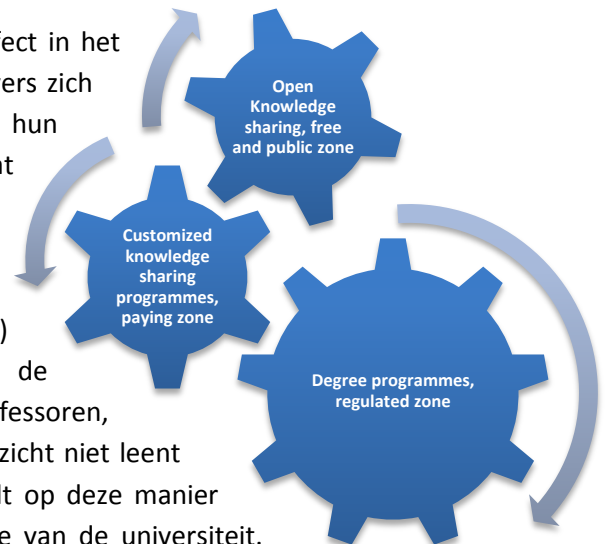 fect in het
ers zich
hun
nt
)
de
fessoren,
zicht niet leent
lt op deze manier
e van de universiteit.
Open
Knowledge
sharing, free
and public zone
Customized
knowledge
sharing
programmes,
paying zone
Degree programmes,
regulated zone